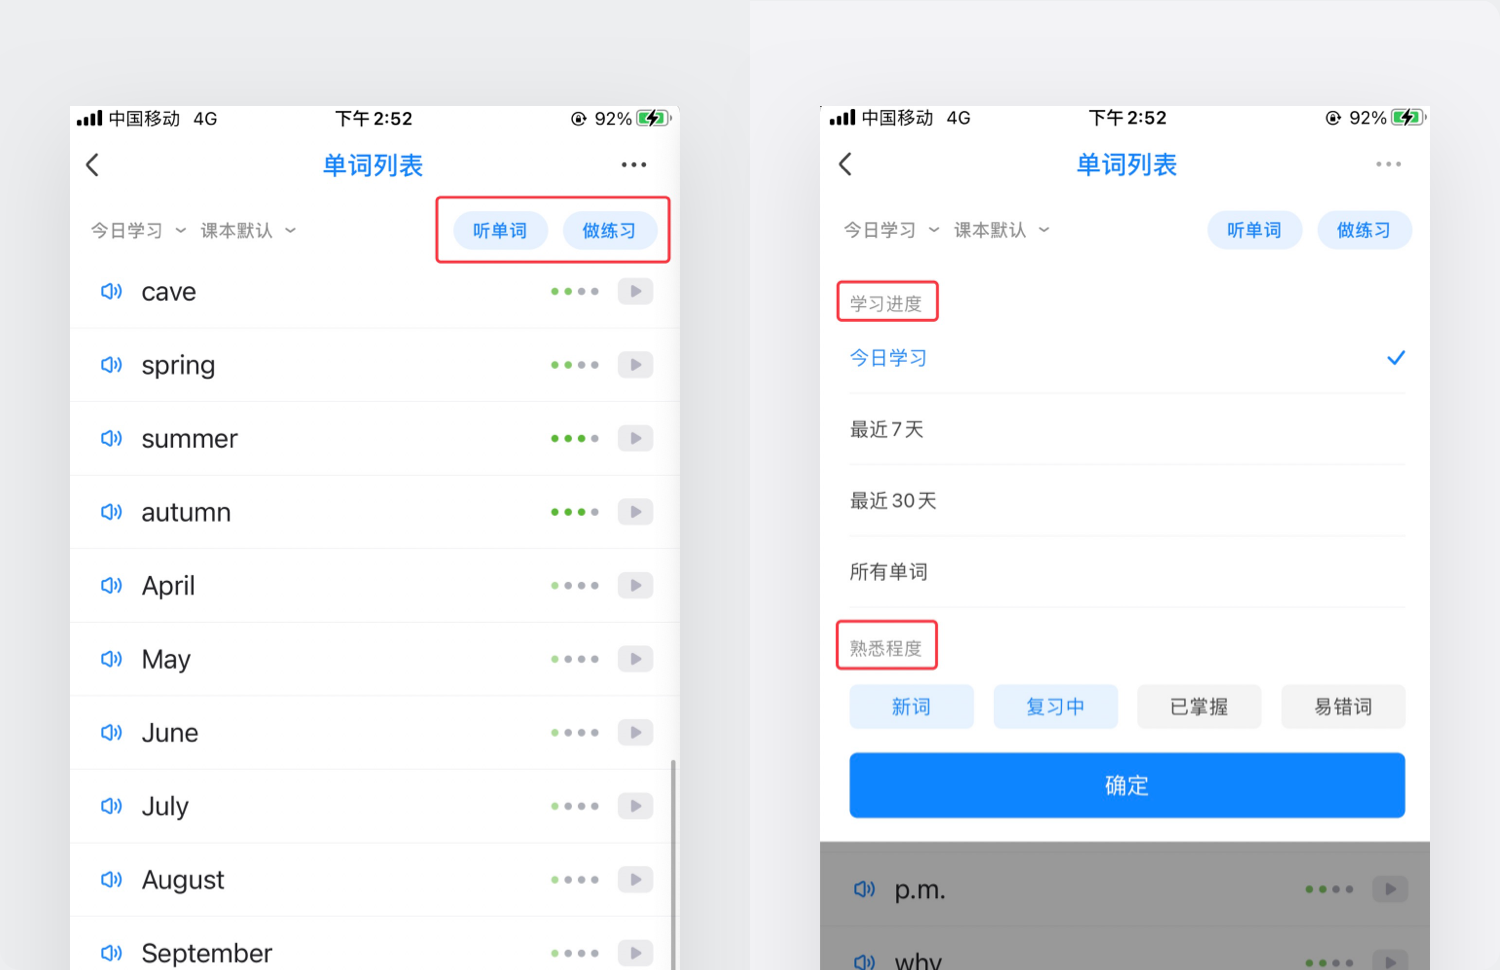 中国移动 4G 下午 2:52 92%
单词列表
今日学习 课本默认 听单词 做练习
cave
spring
summer
autumn
April
May
June
July
August
September
中国移动 4G 下午 2:52 92%
单词列表
今日学习 课本默认 听单词 做练习
学习进度
今日学习
最近 7 天
最近 30 天
所有单词
熟悉程度
新词 复习中 已掌握 易错词
确定
p.m.
why